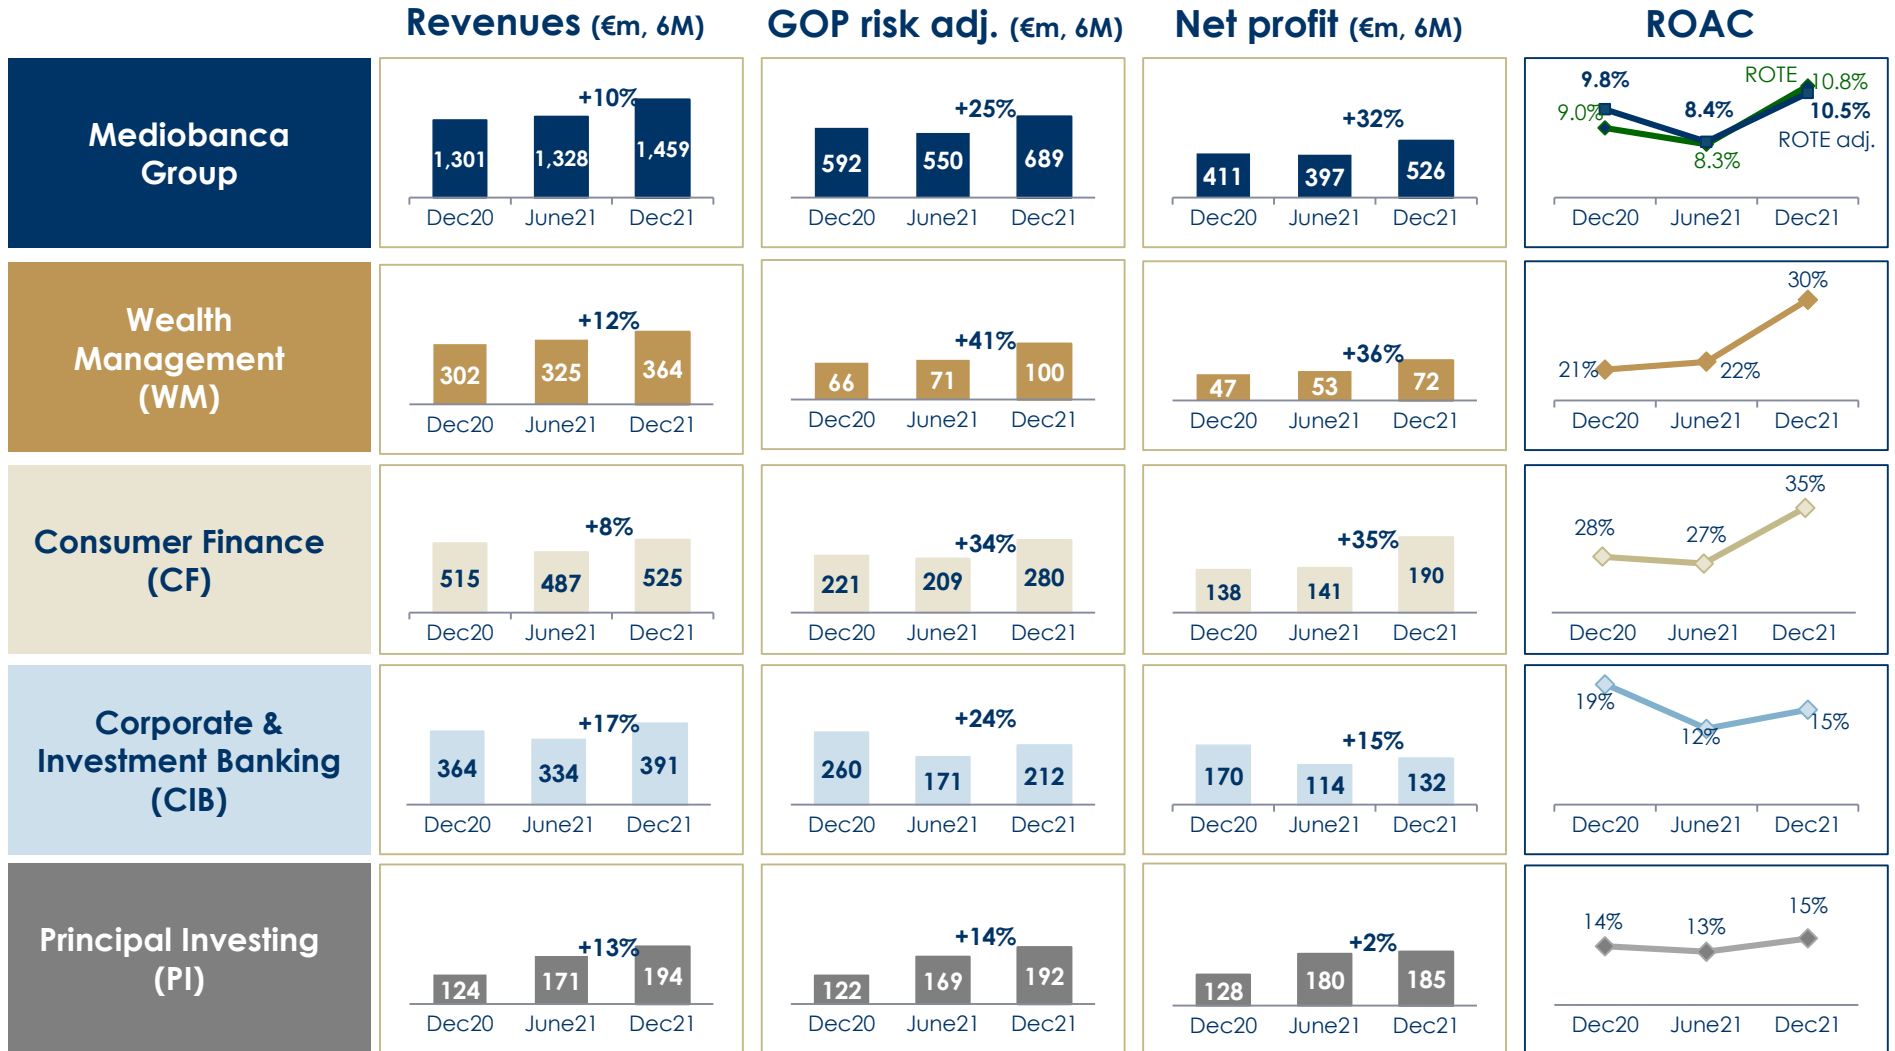 Revenues (€m, 6M)
GOP risk adj. (€m, 6M)
Net profit (€m, 6M)
ROAC
Mediobanca
Group
+10%
1,301
1,328
1,459
Dec20
June21
Dec21
+25%
592
550
689
Dec20
June21
Dec21
+32%
411
397
526
Dec20
June21
Dec21
9.8%
ROTE
10.8%
9.0%
8.4%
10.5%
ROTE adj.
8.3%
Dec20
June21
Dec21
Wealth
Management
(WM)
+12%
302
325
364
Dec20
June21
Dec21
+41%
66
71
100
Dec20
June21
Dec21
+36%
47
53
72
Dec20
June21
Dec21
30%
21%
22%
Dec20
June21
Dec21
Consumer Finance
(CF)
+8%
515
487
525
Dec20
June21
Dec21
+34%
221
209
280
Dec20
June21
Dec21
+35%
138
141
190
Dec20
June21
Dec21
35%
28%
27%
Dec20
June21
Dec21
Corporate &
Investment Banking
(CIB)
+17%
364
334
391
Dec20
June21
Dec21
+24%
260
171
212
Dec20
June21
Dec21
+15%
170
114
132
Dec20
June21
Dec21
19%
12%
15%
Dec20
June21
Dec21
Principal Investing
(PI)
+13%
124
171
194
Dec20
June21
Dec21
+14%
122
169
192
Dec20
June21
Dec21
+2%
128
180
185
Dec20
June21
Dec21
14%
13%
15%
Dec20
June21
Dec21